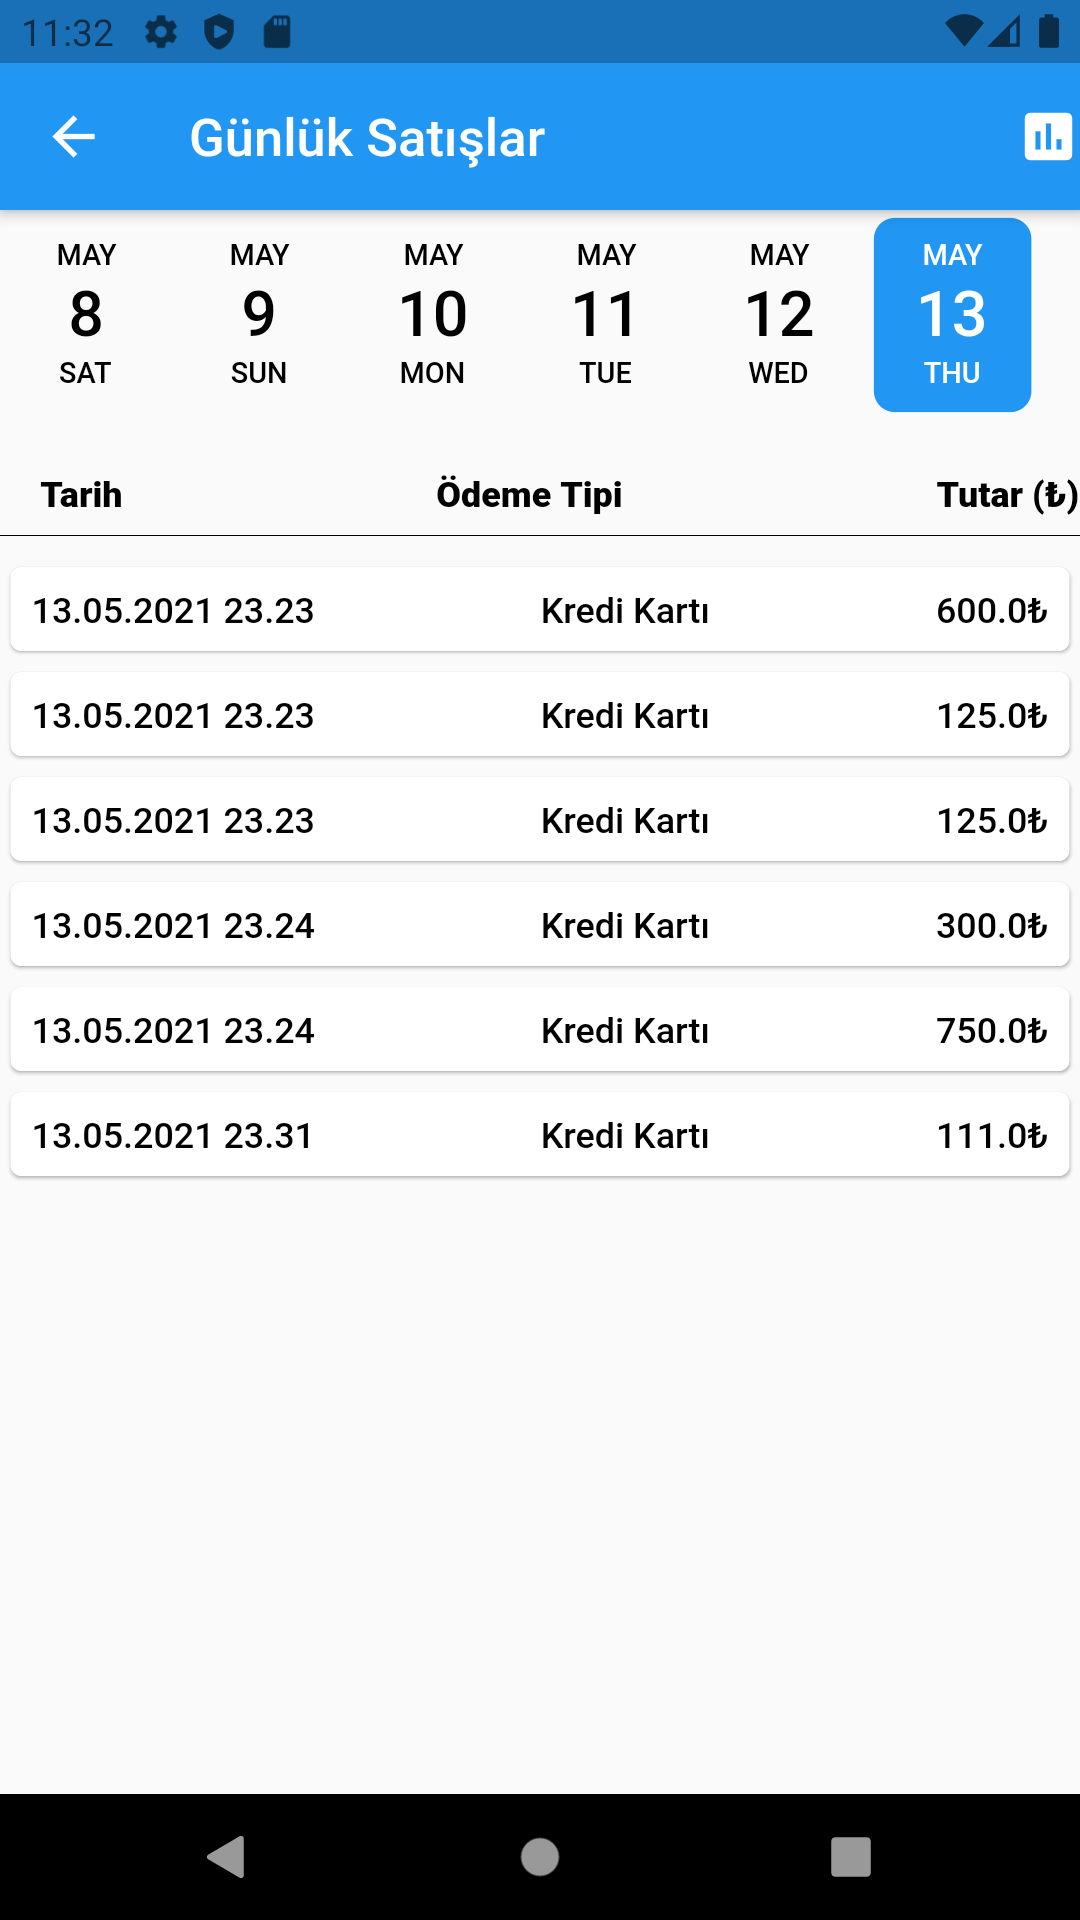 11:32
Günlük Satışlar
MAY MAY MAY MAY MAY MAY
8 9 10 11 12 13
SAT SUN MON TUE WED THU
Tarih Ödeme Tipi Tutar (₺)
13.05.2021 23.23 Kredi Kartı 600.0₺
13.05.2021 23.23 Kredi Kartı 125.0₺
13.05.2021 23.23 Kredi Kartı 125.0₺
13.05.2021 23.24 Kredi Kartı 300.0₺
13.05.2021 23.24 Kredi Kartı 750.0₺
13.05.2021 23.31 Kredi Kartı 111.0₺